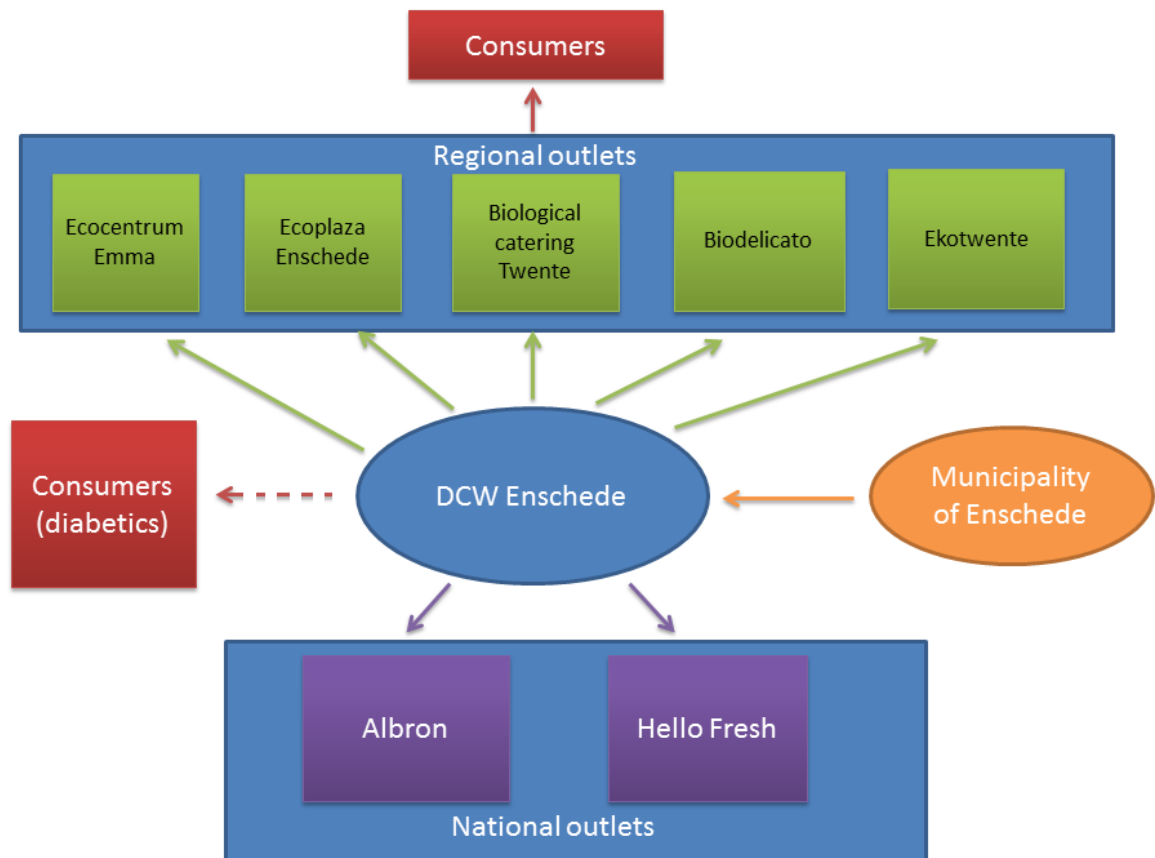 Consumers
Regional outlets
Ecocentrum
Emma
Ecoplaza
Enschede
Biological
catering
Twente
Biodelicato
Ekotwente
Consumers
(diabetics)
DCW Enschede
Municipality
of Enschede
Albron
Hello Fresh
National outlets